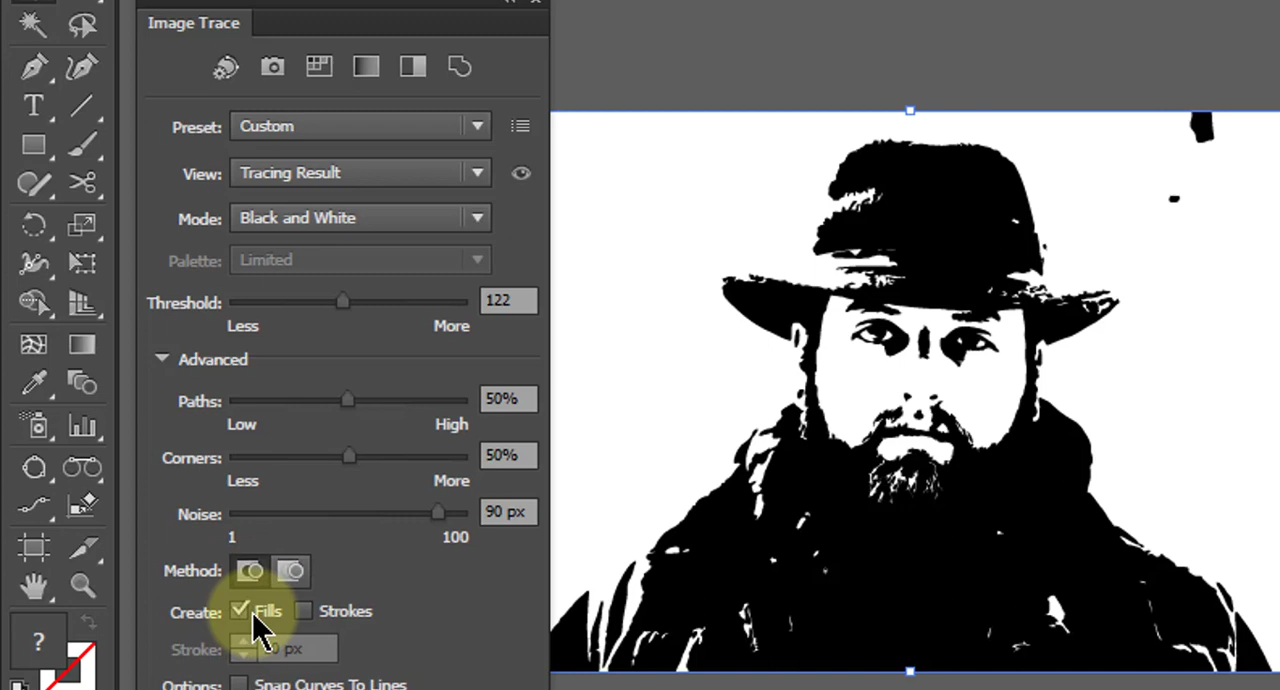 Image Trace
Preset: Custom
View: Tracing Result
Mode: Black and White
Palette: Limited
Threshold: 122
Less More
Advanced
Paths: 50%
Low High
Corners: 50%
Less More
Noise: 90 px
1 100
Method:
Create: Fills Strokes
Stroke: px
Options: Snap Curves To Lines
T
?